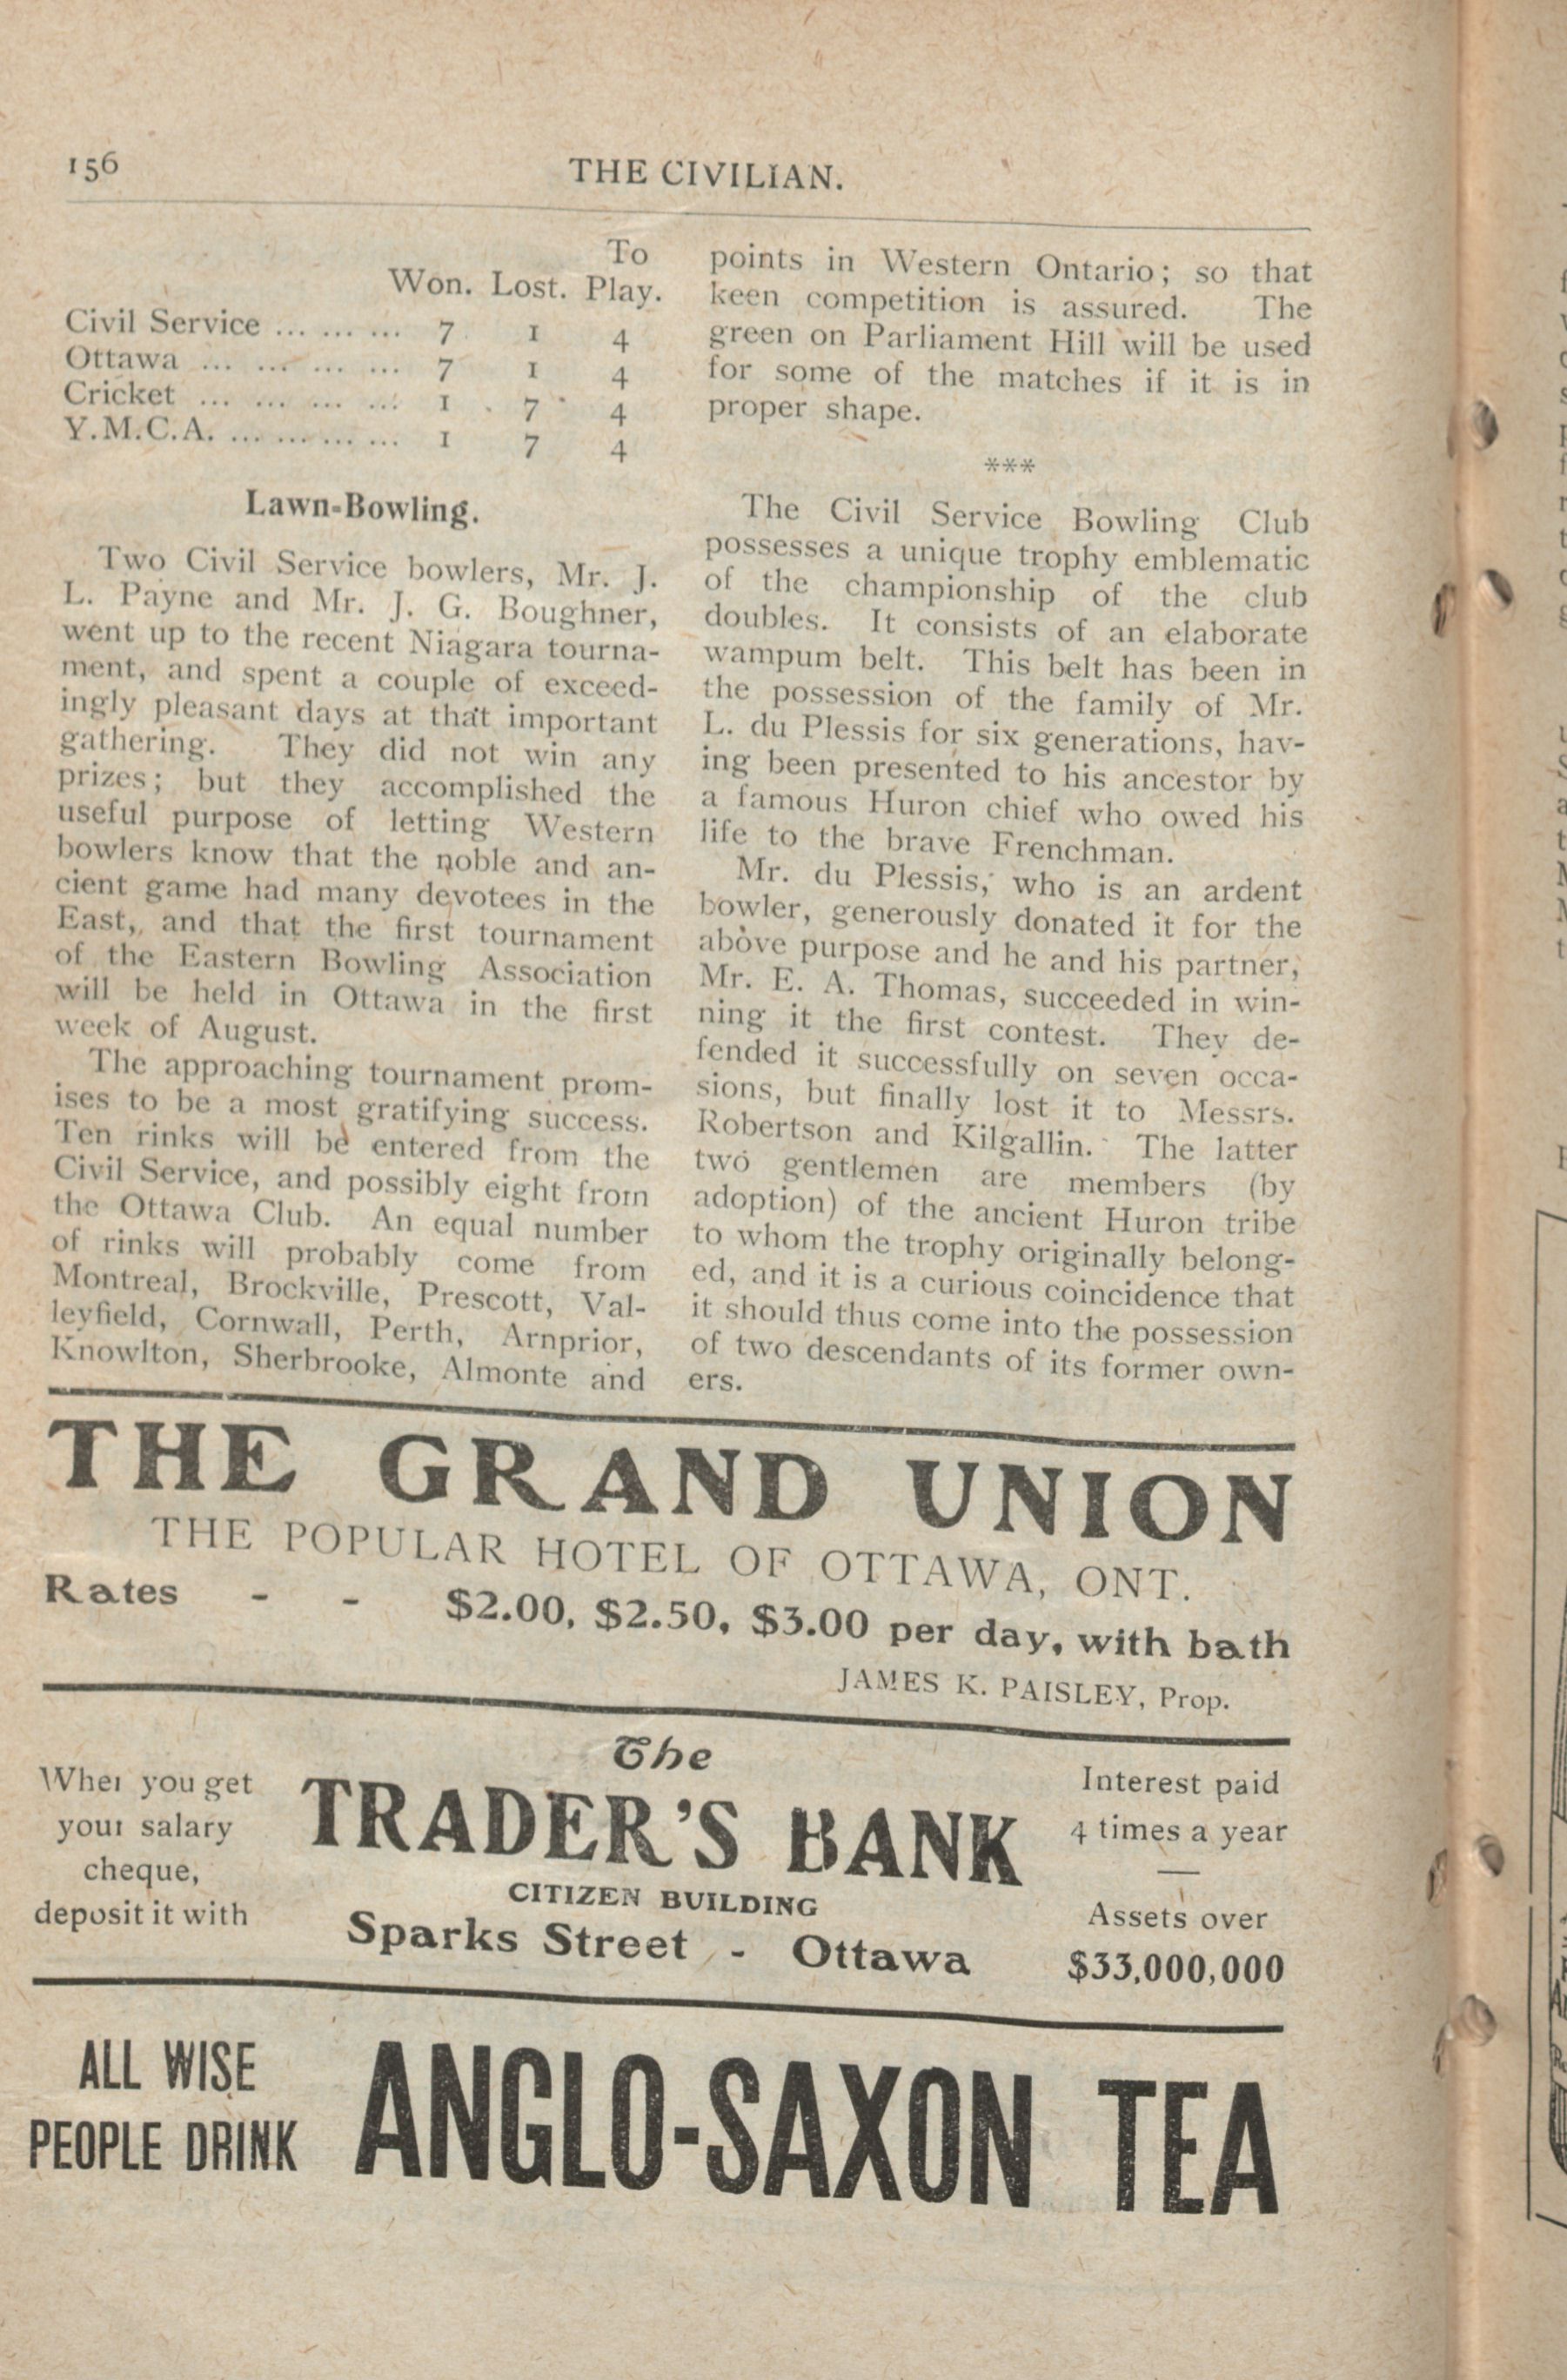 156
THE CIVILIAN.
To
Won. Lost. Play.
Civil Service ... ... ... 7 1 4
Ottawa ... ... ... ... 7 1 4
Cricket ... ... ... ... 1 7 4
Y.M.C.A. ... ... ... ... 1 7 4
Lawn-Bowling.
Two Civil Service bowlers, Mr. J.
L. Payne and Mr. J. G. Boughner,
went up to the recent Niagara tourna-
ment, and spent a couple of exceed-
ingly pleasant days at that important
gathering. They did not win any
prizes; but they accomplished the
useful purpose of letting Western
bowlers know that the noble and an-
cient game had many devotees in the
East, and that the first tournament
of the Eastern Bowling Association
will be held in Ottawa in the first
week of August.
The approaching tournament prom-
ises to be a most gratifying success.
Ten rinks will be entered from the
Civil Service, and possibly eight from
the Ottawa Club. An equal number
of rinks will probably come from
Montreal, Brockville, Prescott, Val-
leyfield, Cornwall, Perth, Arnprior,
Knowlton, Sherbrooke, Almonte and
points in Western Ontario; so that
keen competition is assured. The
green on Parliament Hill will be used
for some of the matches if it is in
proper shape.
***
The Civil Service Bowling Club
possesses a unique trophy emblematic
of the championship of the club
doubles. It consists of an elaborate
wampum belt. This belt has been in
the possession of the family of Mr.
L. du Plessis for six generations, hav-
ing been presented to his ancestor by
a famous Huron chief who owed his
life to the brave Frenchman.
Mr. du Plessis, who is an ardent
bowler, generously donated it for the
above purpose and he and his partner,
Mr. E. A. Thomas, succeeded in win-
ning it the first contest. They de-
fended it successfully on seven occa-
sions, but finally lost it to Messrs.
Robertson and Kilgallin. The latter
two gentlemen are members (by
adoption) of the ancient Huron tribe
to whom the trophy originally belong-
ed, and it is a curious coincidence that
it should thus come into the possession
of two descendants of its former own-
ers.
THE GRAND UNION
THE POPULAR HOTEL OF OTTAWA, ONT.
Rates - - $2.00, $2.50, $3.00 per day, with bath
JAMES K. PAISLEY, Prop.
When you get
your salary
cheque,
deposit it with
The
TRADER'S BANK
CITIZEN BUILDING
Sparks Street - Ottawa
Interest paid
4 times a year
Assets over
$33,000,000
ALL WISE
PEOPLE DRINK
ANGLO-SAXON TEA